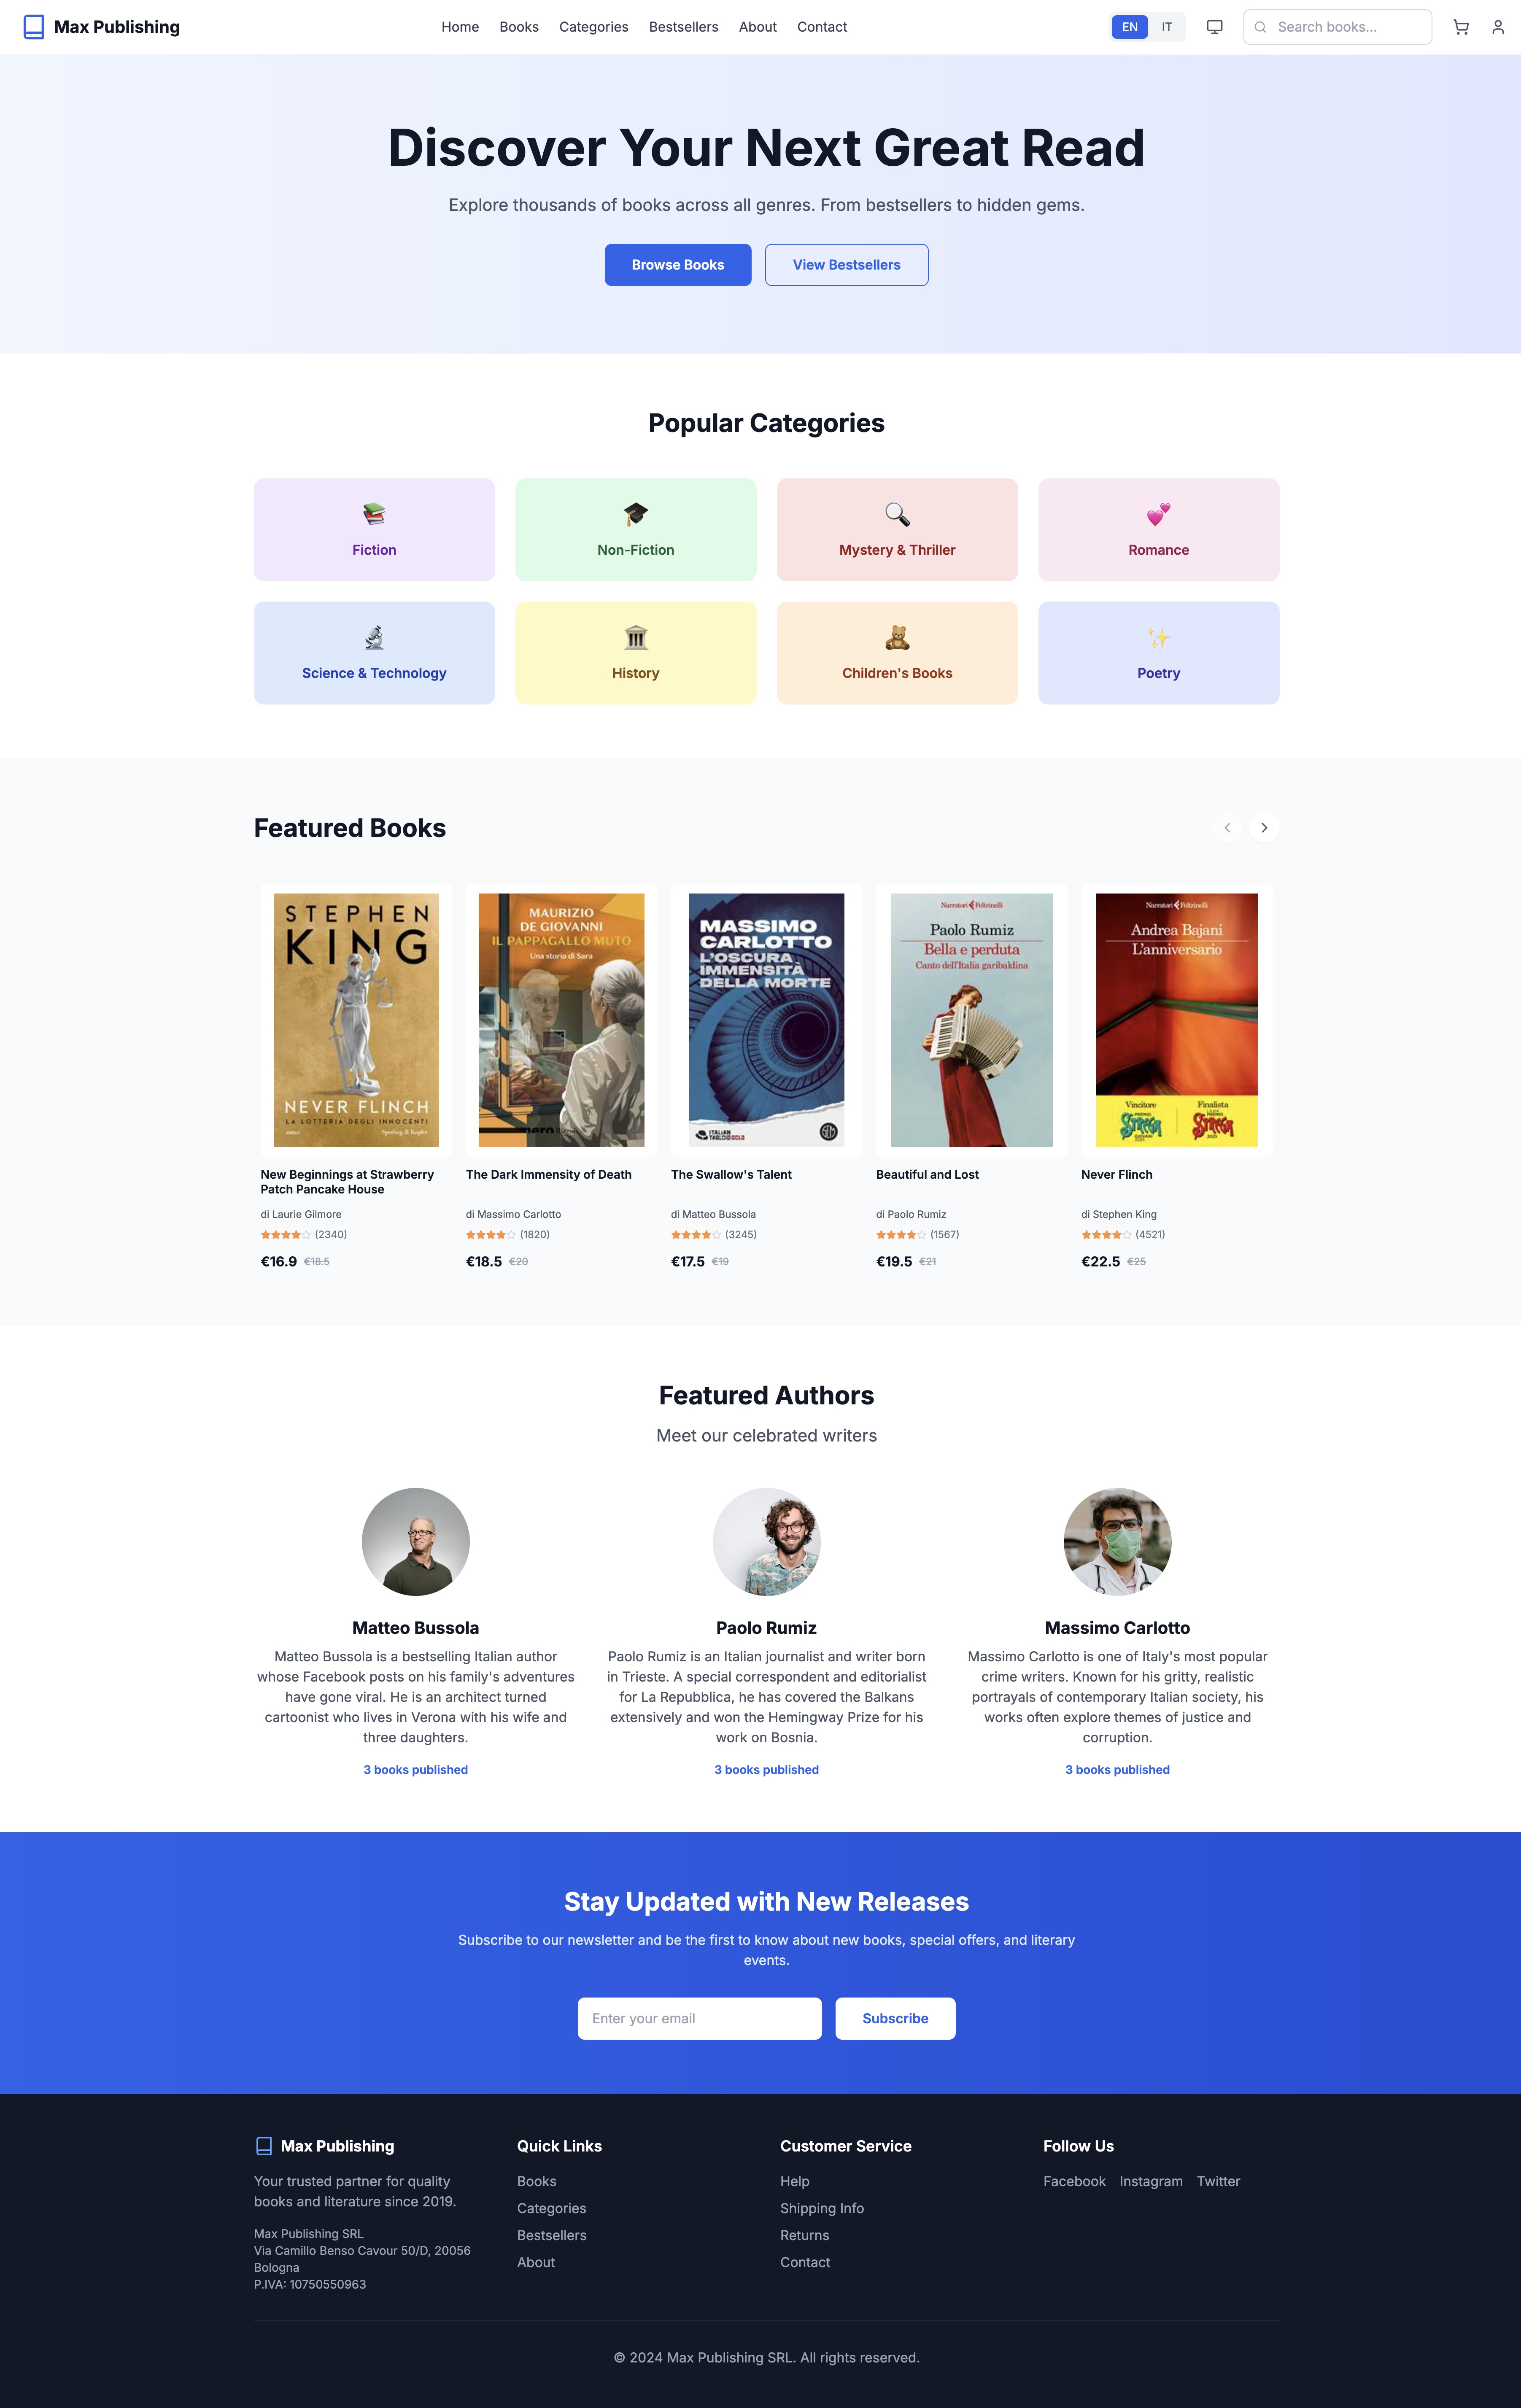 Max Publishing
Home Books Categories Bestsellers About Contact
EN IT
Search books...
Discover Your Next Great Read
Explore thousands of books across all genres. From bestsellers to hidden gems.
Browse Books
View Bestsellers
Popular Categories
Fiction
Non-Fiction
Mystery & Thriller
Romance
Science & Technology
History
Children's Books
Poetry
Featured Books
STEPHEN
KING
NEVER FLINCH
LA LOTTERIA DEGLI INNOCENTI
Sperling & Kupfer
MAURIZIO
DE GIOVANNI
IL PAPPAGALLO MUTO
Una storia di Sara
nero
MASSIMO
CARLOTTO
L'OSCURA
IMMENSITÀ
DELLA MORTE
ITALIAN
Narratori Feltrinelli
Paolo Rumiz
Bella e perduta
Canto dell'Italia garibaldina
Narratori Feltrinelli
Andrea Bajani
L'anniversario
Vincitore
PREMIO
STREGA
GIOVANI
2025
Finalista
PREMIO
STREGA
2025
New Beginnings at Strawberry
Patch Pancake House
di Laurie Gilmore
(2340)
€16.9 €18.5
The Dark Immensity of Death
di Massimo Carlotto
(1820)
€18.5 €20
The Swallow's Talent
di Matteo Bussola
(3245)
€17.5 €19
Beautiful and Lost
di Paolo Rumiz
(1567)
€19.5 €21
Never Flinch
di Stephen King
(4521)
€22.5 €25
Featured Authors
Meet our celebrated writers
Matteo Bussola
Matteo Bussola is a bestselling Italian author
whose Facebook posts on his family's adventures
have gone viral. He is an architect turned
cartoonist who lives in Verona with his wife and
three daughters.
3 books published
Paolo Rumiz
Paolo Rumiz is an Italian journalist and writer born
in Trieste. A special correspondent and editorialist
for La Repubblica, he has covered the Balkans
extensively and won the Hemingway Prize for his
work on Bosnia.
3 books published
Massimo Carlotto
Massimo Carlotto is one of Italy's most popular
crime writers. Known for his gritty, realistic
portrayals of contemporary Italian society, his
works often explore themes of justice and
corruption.
3 books published
Stay Updated with New Releases
Subscribe to our newsletter and be the first to know about new books, special offers, and literary
events.
Enter your email
Subscribe
Max Publishing
Your trusted partner for quality
books and literature since 2019.
Max Publishing SRL
Via Camillo Benso Cavour 50/D, 20056
Bologna
P.IVA: 10750550963
Quick Links
Books
Categories
Bestsellers
About
Customer Service
Help
Shipping Info
Returns
Contact
Follow Us
Facebook Instagram Twitter
© 2024 Max Publishing SRL. All rights reserved.